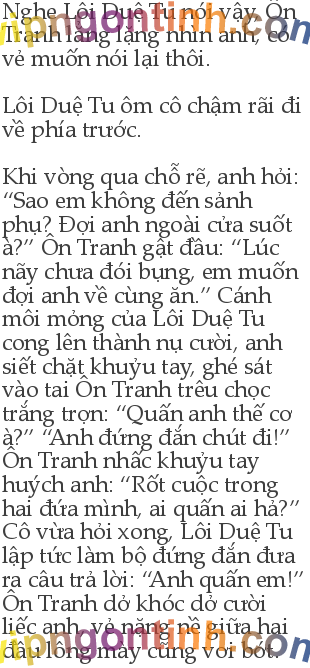 Nghe Lôi Duệ Tu nói vậy, Ôn
Tranh lẳng lặng nhìn anh, có
vẻ muốn nói lại thôi.
Lôi Duệ Tu ôm cô chậm rãi đi
về phía trước.
Khi vòng qua chỗ rẽ, anh hỏi:
“Sao em không đến sảnh
phụ? Đợi anh ngoài cửa suốt
à?” Ôn Tranh gật đầu: “Lúc
nãy chưa đói bụng, em muốn
đợi anh về cùng ăn.” Cánh
môi mỏng của Lôi Duệ Tu
cong lên thành nụ cười, anh
siết chặt khuỷu tay, ghé sát
vào tai Ôn Tranh trêu chọc
trắng trợn: “Quấn anh thế cơ
à?” “Anh đứng đắn chút đi!”
Ôn Tranh nhấc khuỷu tay
huých anh: “Rốt cuộc trong
hai đứa mình, ai quấn ai hả?”
Cô vừa hỏi xong, Lôi Duệ Tu
lập tức làm bộ đứng đắn đưa
ra câu trả lời: “Anh quấn em!”
Ôn Tranh dở khóc dở cười
liếc anh, vẻ nặng nề giữa hai
đầu lông mày cũng vơi bớt.
vipngontinh.com
vipngontinh.com